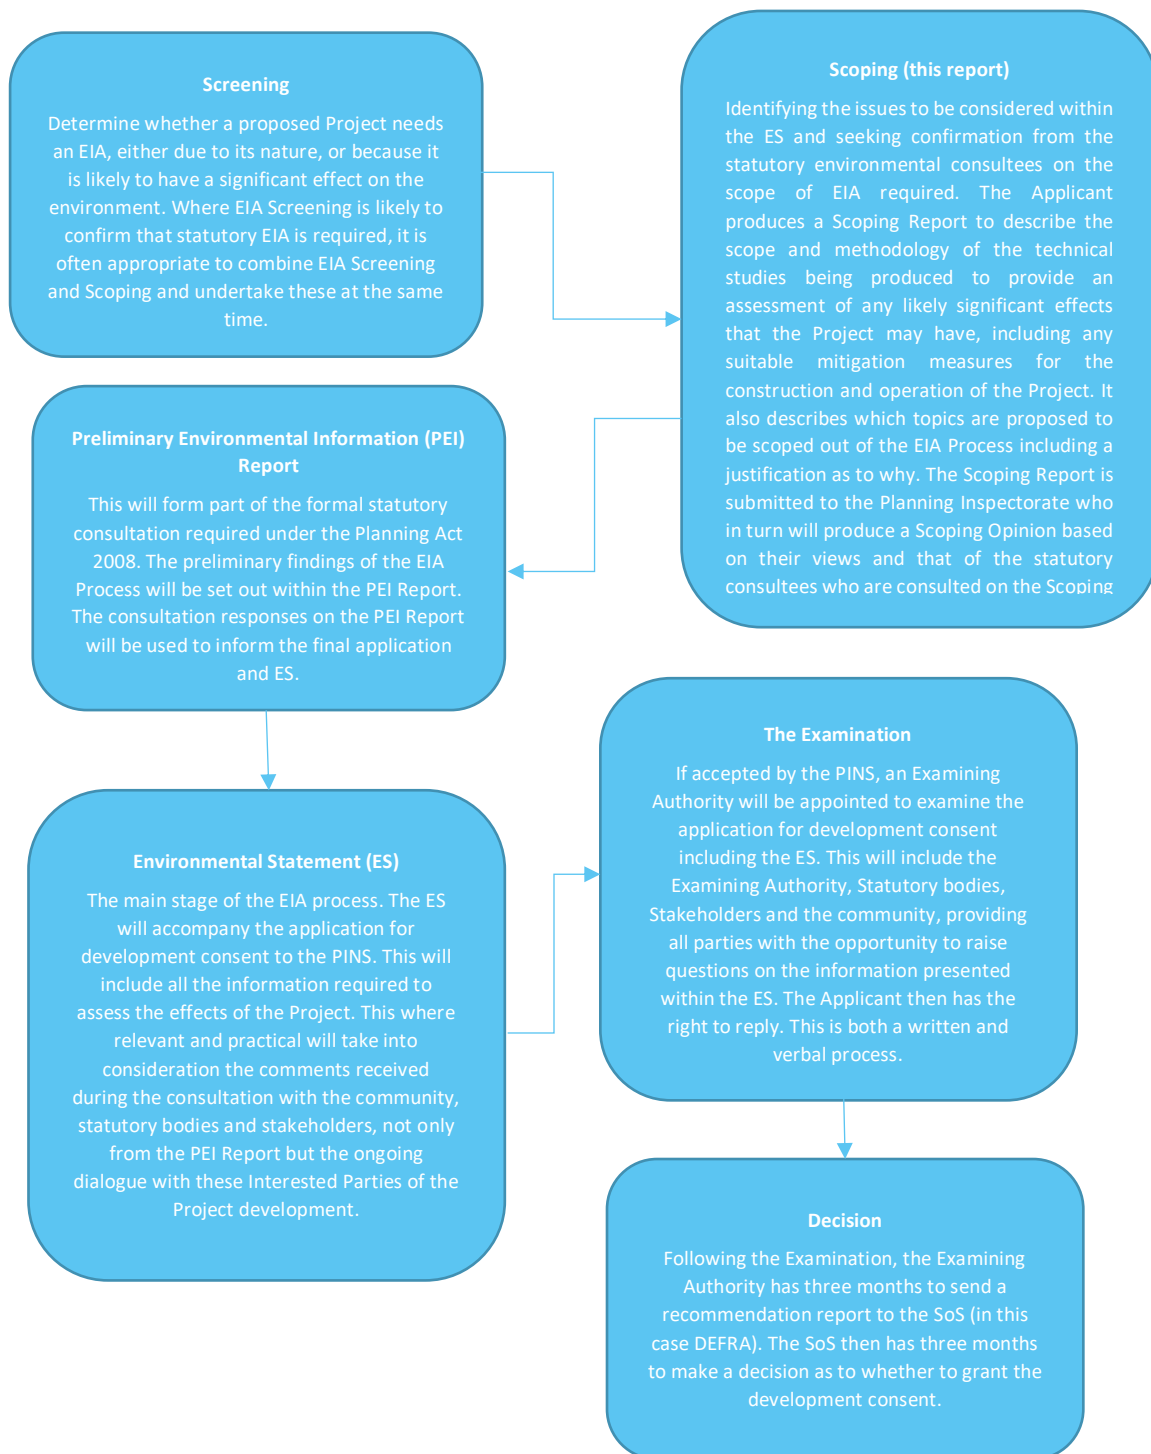 Screening
Determine whether a proposed Project needs
an EIA, either due to its nature, or because it
is likely to have a significant effect on the
environment. Where EIA Screening is likely to
confirm that statutory EIA is required, it is
often appropriate to combine EIA Screening
and Scoping and undertake these at the same
time.
Scoping (this report)
Identifying the issues to be considered within
the ES and seeking confirmation from the
statutory environmental consultees on the
scope of EIA required. The Applicant
produces a Scoping Report to describe the
scope and methodology of the technical
studies being produced to provide an
assessment of any likely significant effects
that the Project may have, including any
suitable mitigation measures for the
construction and operation of the Project. It
also describes which topics are proposed to
be scoped out of the EIA Process including a
justification as to why. The Scoping Report is
submitted to the Planning Inspectorate who
in turn will produce a Scoping Opinion based
on their views and that of the statutory
consultees who are consulted on the Scoping
Preliminary Environmental Information (PEI)
Report
This will form part of the formal statutory
consultation required under the Planning Act
2008. The preliminary findings of the EIA
Process will be set out within the PEI Report.
The consultation responses on the PEI Report
will be used to inform the final application
and ES.
Environmental Statement (ES)
The main stage of the EIA process. The ES
will accompany the application for
development consent to the PINS. This will
include all the information required to
assess the effects of the Project. This where
relevant and practical will take into
consideration the comments received
during the consultation with the community,
statutory bodies and stakeholders, not only
from the PEI Report but the ongoing
dialogue with these Interested Parties of the
Project development.
The Examination
If accepted by the PINS, an Examining
Authority will be appointed to examine the
application for development consent
including the ES. This will include the
Examining Authority, Statutory bodies,
Stakeholders and the community, providing
all parties with the opportunity to raise
questions on the information presented
within the ES. The Applicant then has the
right to reply. This is both a written and
verbal process.
Decision
Following the Examination, the Examining
Authority has three months to send a
recommendation report to the SoS (in this
case DEFRA). The SoS then has three months
to make a decision as to whether to grant the
development consent.